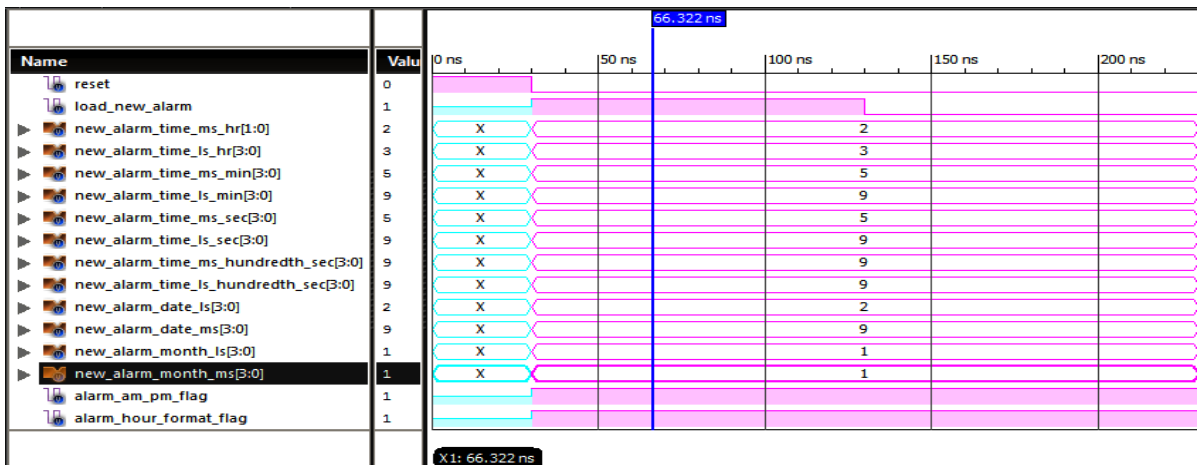 66.322 ns
Name Valu 0 ns 50 ns 100 ns 150 ns 200 ns
reset 0
load_new_alarm 1
new_alarm_time_ms_hr[1:0] 2 X 2
new_alarm_time_ls_hr[3:0] 3 X 3
new_alarm_time_ms_min[3:0] 5 X 5
new_alarm_time_ls_min[3:0] 9 X 9
new_alarm_time_ms_sec[3:0] 5 X 5
new_alarm_time_ls_sec[3:0] 9 X 9
new_alarm_time_ms_hundredth_sec[3:0] 9 X 9
new_alarm_time_ls_hundredth_sec[3:0] 9 X 9
new_alarm_date_ls[3:0] 2 X 2
new_alarm_date_ms[3:0] 9 X 9
new_alarm_month_ls[3:0] 1 X 1
new_alarm_month_ms[3:0] 1 X 1
alarm_am_pm_flag 1
alarm_hour_format_flag 1
X1: 66.322 ns